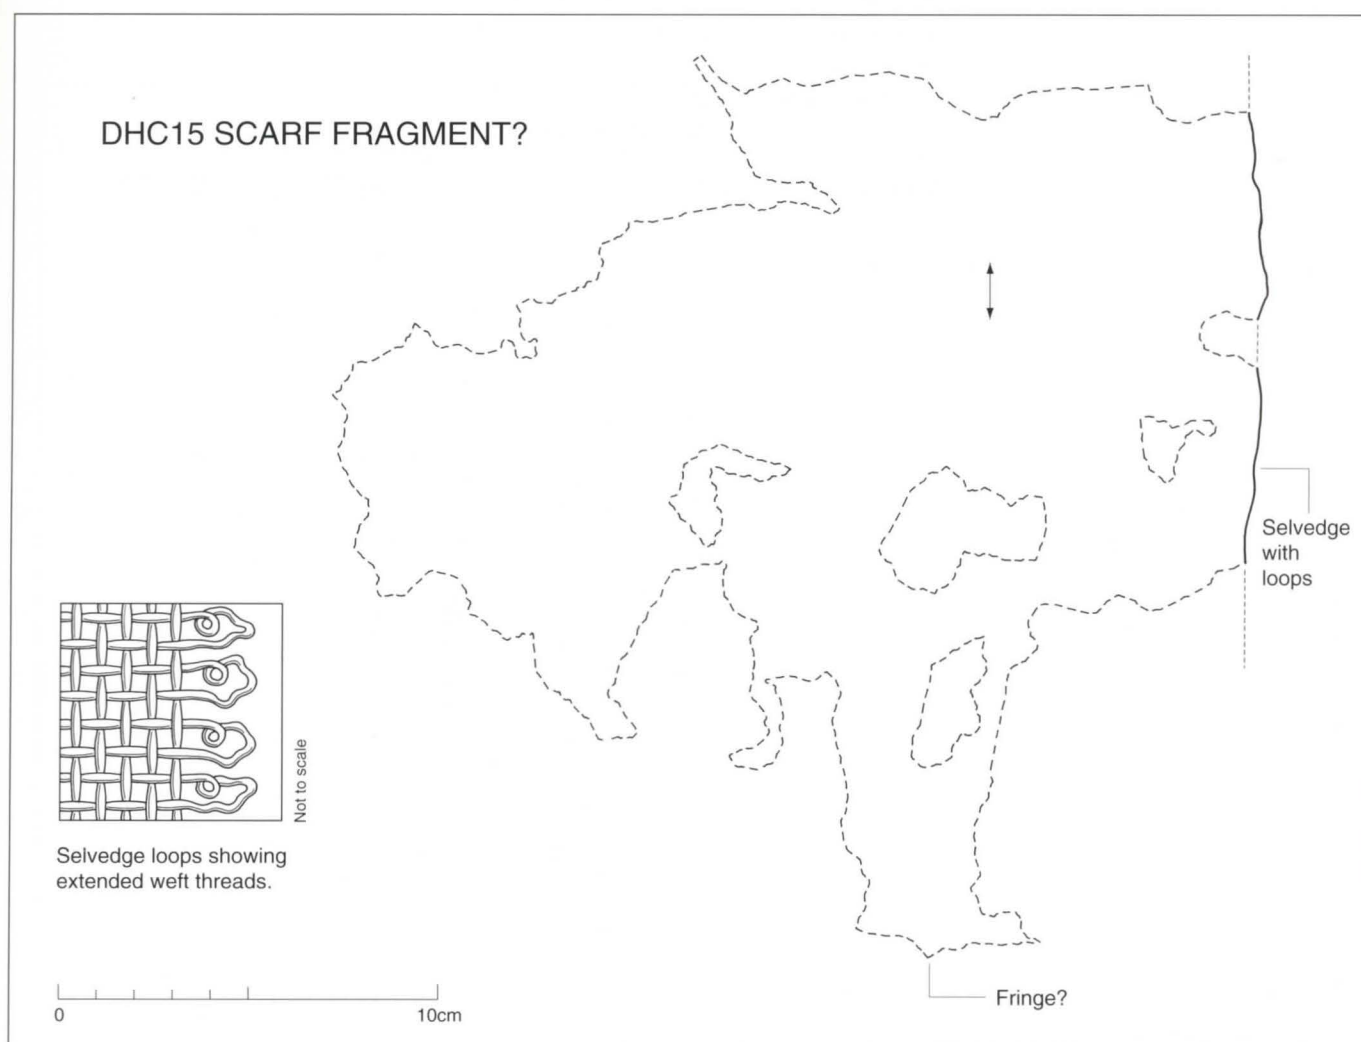 DHC15 SCARF FRAGMENT?
Selvedge
with
loops
Not to scale
Selvedge loops showing
extended weft threads.
0
10cm
Fringe?